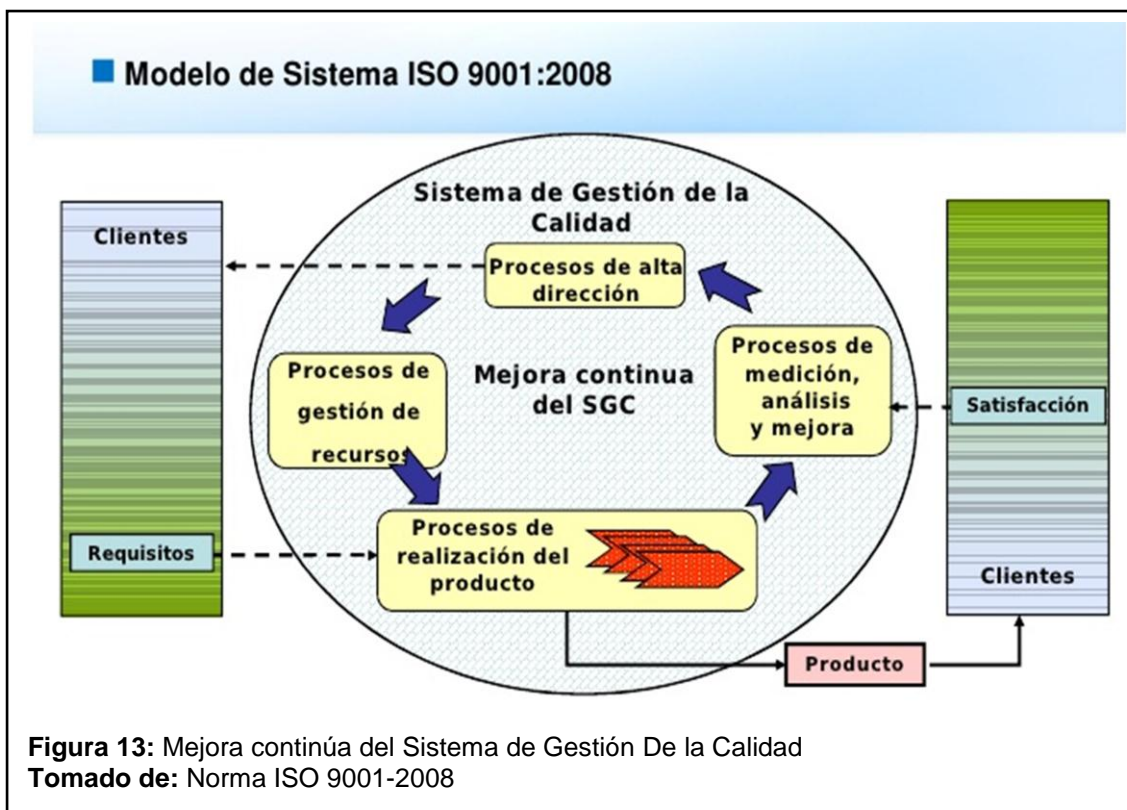 Modelo de Sistema ISO 9001:2008
Sistema de Gestión de la
Calidad
Clientes
Procesos de alta
dirección
Procesos de
gestión de
recursos
Mejora continua
del SGC
Procesos de
medición,
análisis
y mejora
Satisfacción
Requisitos
Procesos de
realización del
producto
Clientes
Producto
Figura 13: Mejora continúa del Sistema de Gestión De la Calidad
Tomado de: Norma ISO 9001-2008